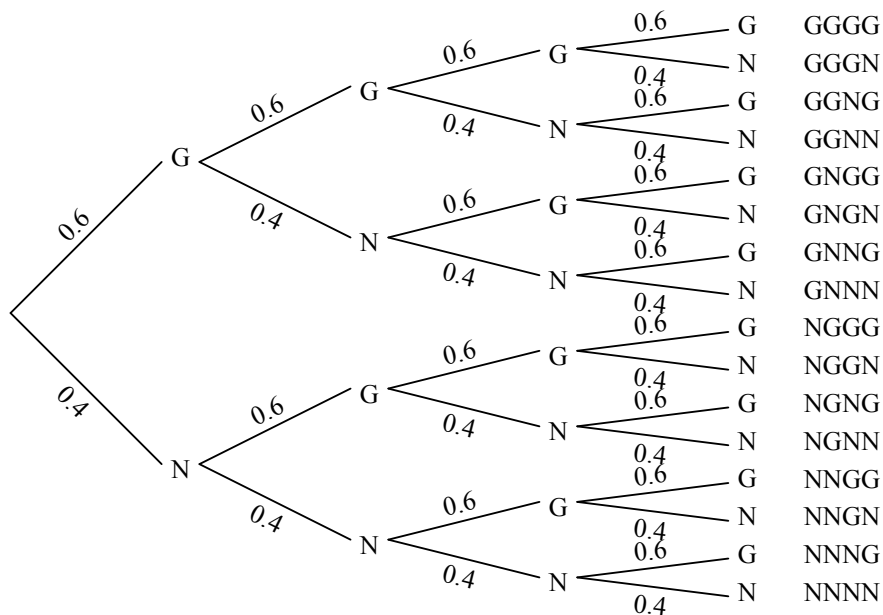 0.6 G GGGG
0.6 G
0.4 N GGGN
0.6 G
0.6 G GGNG
0.4 N
0.4 N GGNN
0.6 G
0.6 G GNGG
0.6 G
0.4 N GNGN
0.4 N
0.6 G GNNG
0.4 N
0.4 N GNNN
0.6 G NGGG
0.6 G
0.4 N NGGN
0.6 G
0.6 G NGNG
0.4 N
0.4 N NGNN
0.4 N
0.6 G NNGG
0.6 G
0.4 N NNGN
0.4 N
0.6 G NNNG
0.4 N
0.4 N NNNN